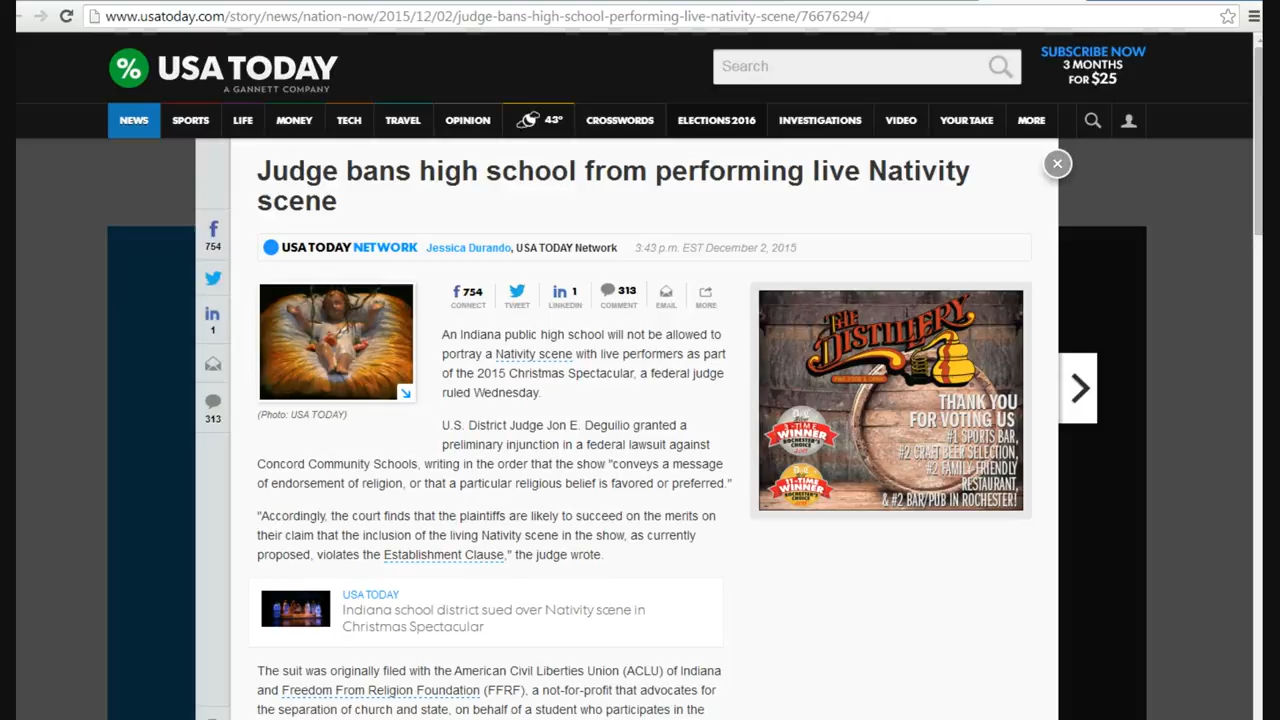 www.usatoday.com/story/news/nation-now/2015/12/02/judge-bans-high-school-performing-live-nativity-scene/76676294/
%
USA TODAY
A GANNETT COMPANY
Search
SUBSCRIBE NOW
3 MONTHS
FOR $25
NEWS SPORTS LIFE MONEY TECH TRAVEL OPINION 43° CROSSWORDS ELECTIONS 2016 INVESTIGATIONS VIDEO YOUR TAKE MORE
Judge bans high school from performing live Nativity
scene
USA TODAY NETWORK Jessica Durando, USA TODAY Network 3:43 p.m. EST December 2, 2015
f
754
in
1
313
(Photo: USA TODAY)
f 754 in 1 313
CONNECT TWEET LINKEDIN COMMENT EMAIL MORE
An Indiana public high school will not be allowed to
portray a Nativity scene with live performers as part
of the 2015 Christmas Spectacular, a federal judge
ruled Wednesday.
U.S. District Judge Jon E. Deguilio granted a
preliminary injunction in a federal lawsuit against
Concord Community Schools, writing in the order that the show "conveys a message
of endorsement of religion, or that a particular religious belief is favored or preferred."
"Accordingly, the court finds that the plaintiffs are likely to succeed on the merits on
their claim that the inclusion of the living Nativity scene in the show, as currently
proposed, violates the Establishment Clause," the judge wrote.
USA TODAY
Indiana school district sued over Nativity scene in
Christmas Spectacular
The suit was originally filed with the American Civil Liberties Union (ACLU) of Indiana
and Freedom From Religion Foundation (FFRF), a not-for-profit that advocates for
the separation of church and state, on behalf of a student who participates in the
THE
DISTILLERY
THANK YOU
FOR VOTING US
#1 SPORTS BAR,
#2 CRAFT BEER SELECTION,
#2 FAMILY-FRIENDLY
RESTAURANT,
& #2 BAR/PUB IN ROCHESTER!
3-TIME
WINNER
ROCHESTER'S
CHOICE
11-TIME
WINNER
ROCHESTER'S
CHOICE